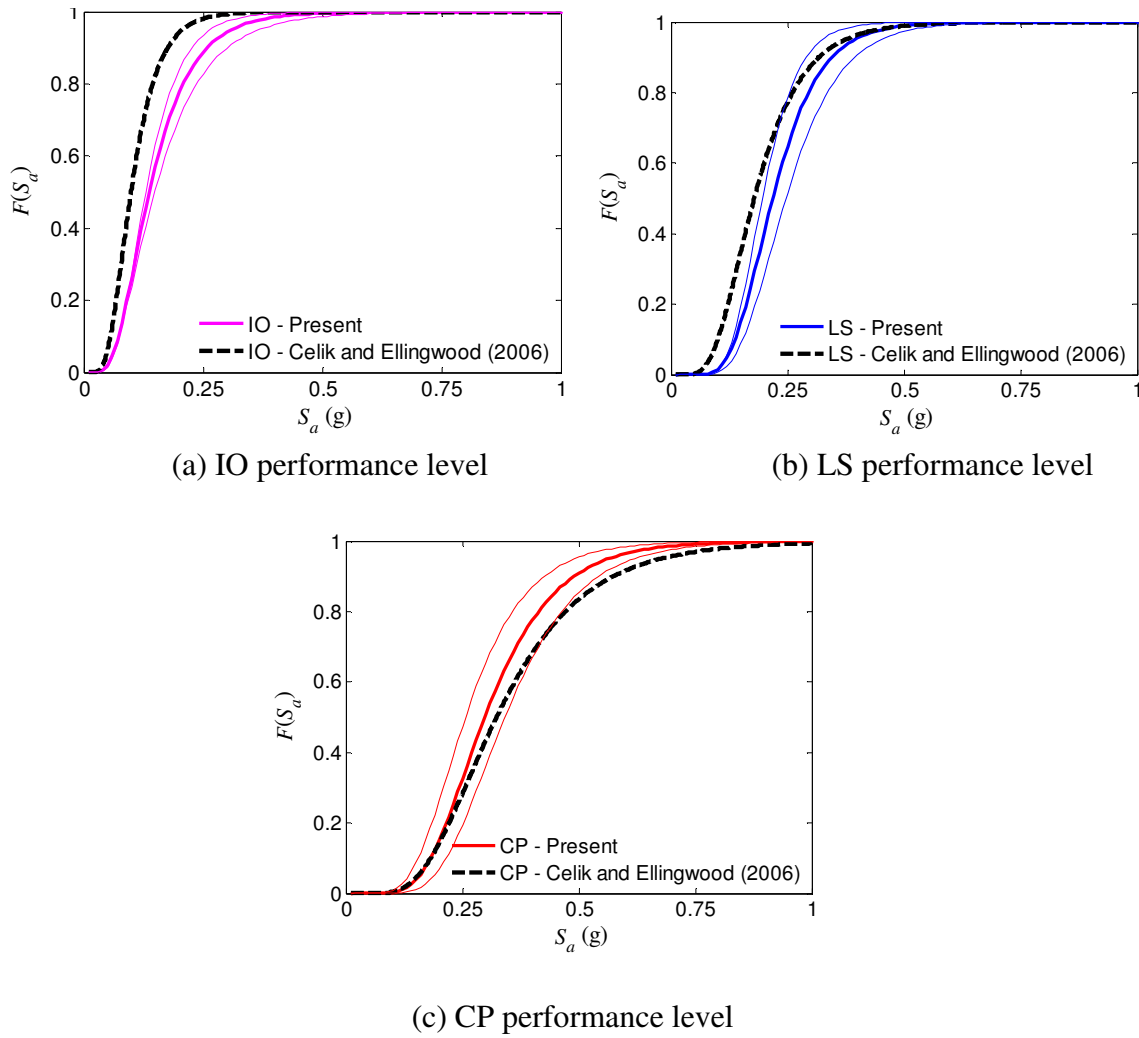 1
0.8
0.6
0.4
0.2
0
F(Sa)
IO - Present
IO - Celik and Ellingwood (2006)
0 0.25 0.5 0.75 1
Sa (g)
(a) IO performance level
1
0.8
0.6
0.4
0.2
0
F(Sa)
LS - Present
LS - Celik and Ellingwood (2006)
0 0.25 0.5 0.75 1
Sa (g)
(b) LS performance level
1
0.8
0.6
0.4
0.2
0
F(Sa)
CP - Present
CP - Celik and Ellingwood (2006)
0 0.25 0.5 0.75 1
Sa (g)
(c) CP performance level